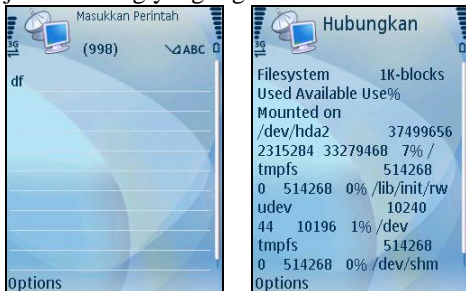 Masukkan Perintah
3G
(998)
ABC
df
Options
Hubungkan
3G
Filesystem 1K-blocks
Used Available Use%
Mounted on
/dev/hda2 37499656
2315284 33279468 7% /
tmpfs 514268
0 514268 0% /lib/init/rw
udev 10240
44 10196 1% /dev
tmpfs 514268
0 514268 0% /dev/shm
Options